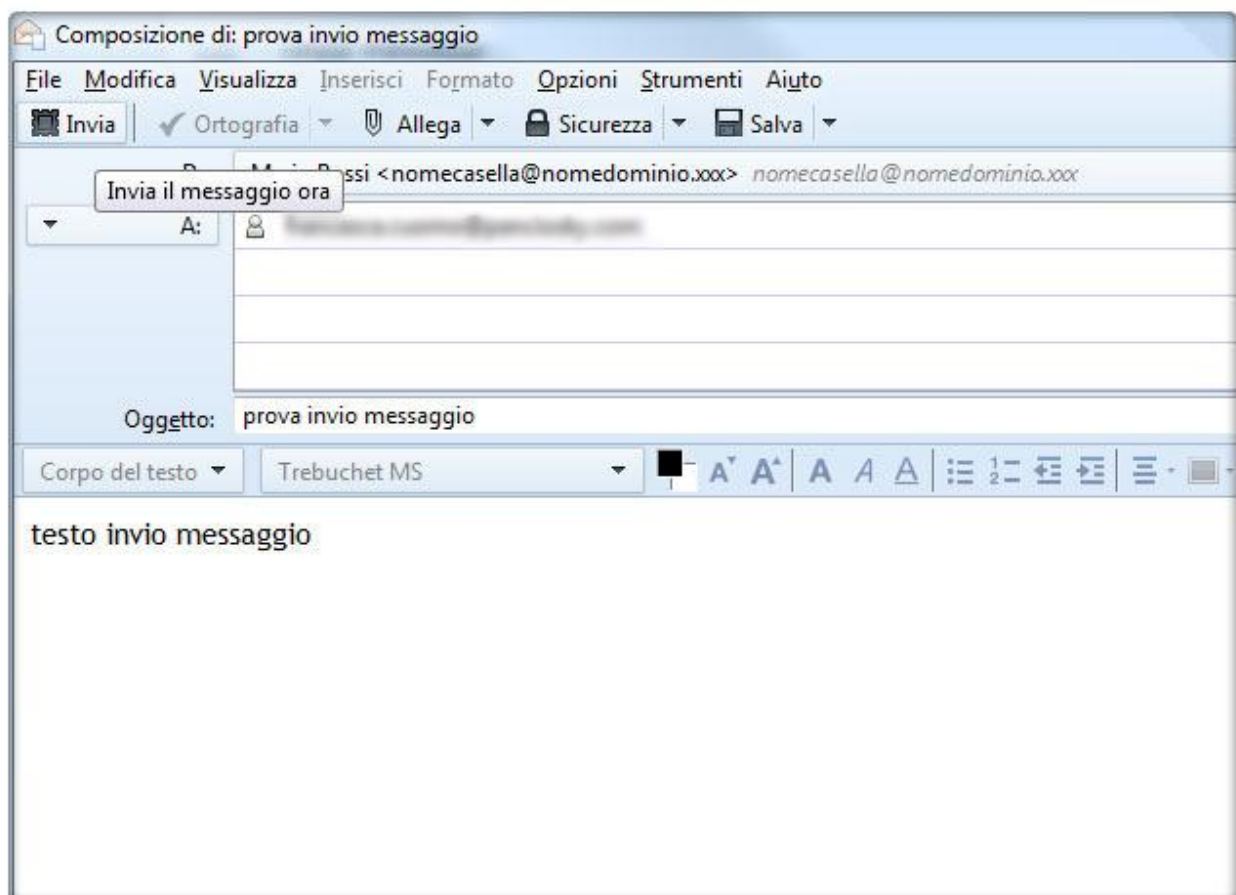 Composizione di: prova invio messaggio
File Modifica Visualizza Inserisci Formato Opzioni Strumenti Aiuto
Invia Ortografia Allega Sicurezza Salva
<nomecasella@nomedominio.xxx> nomecasella@nomedominio.xxx
Invia il messaggio ora
A:
Oggetto: prova invio messaggio
Corpo del testo Trebuchet MS
testo invio messaggio